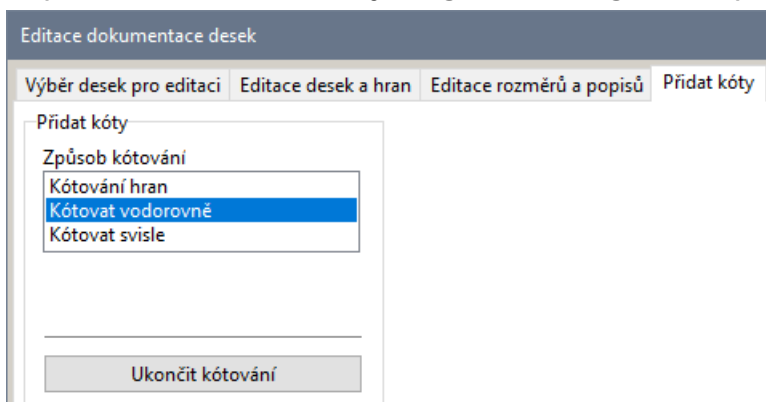 Editace dokumentace desek
Výběr desek pro editaci Editace desek a hran Editace rozměrů a popisů Přidat kóty
Přidat kóty
Způsob kótování
Kótování hran
Kótovat vodorovně
Kótovat svisle
Ukončit kótování